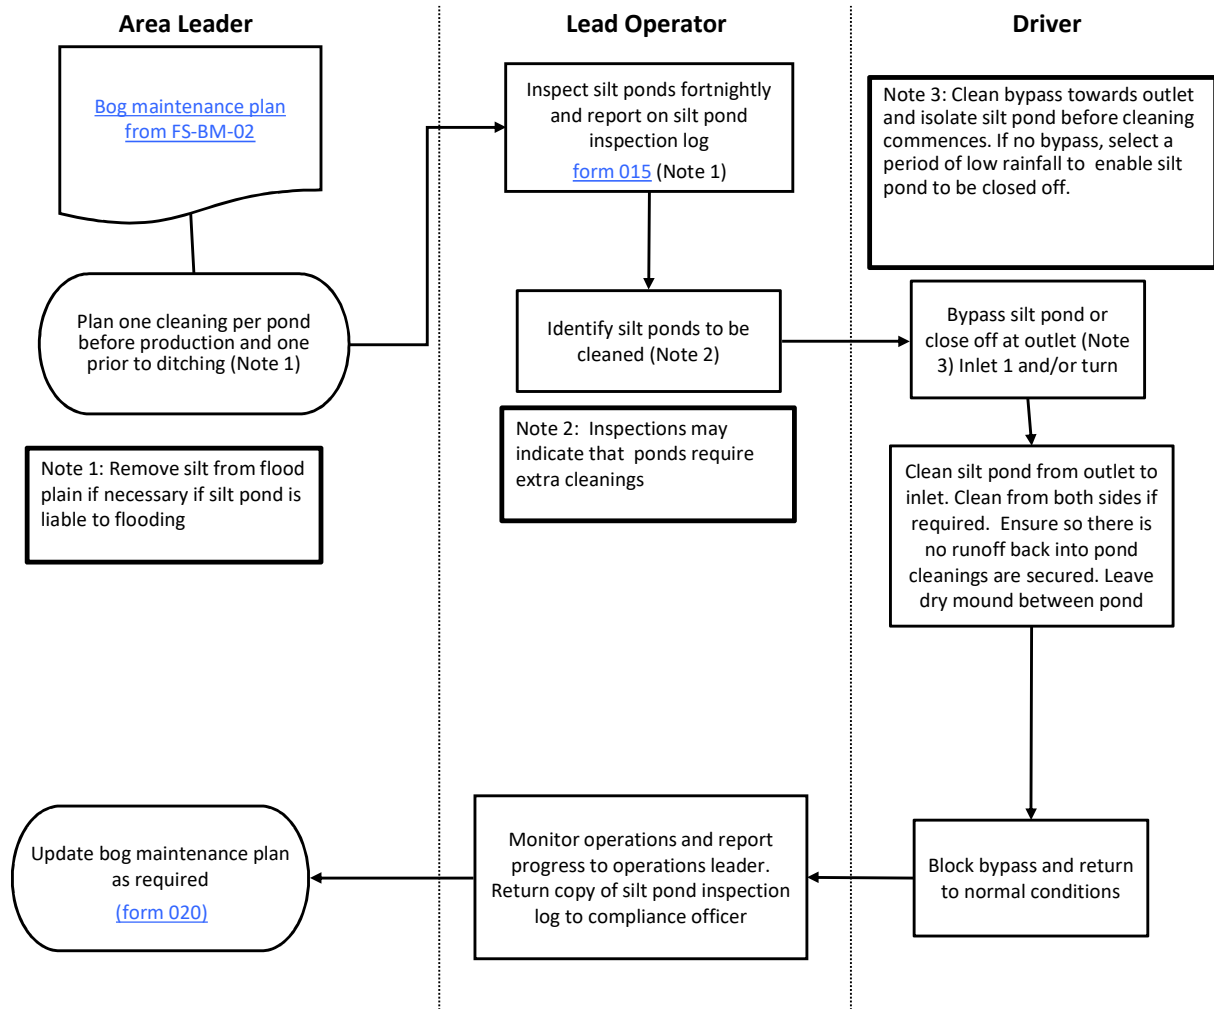 Area Leader
Lead Operator
Driver
Bog maintenance plan
from FS-BM-02
Inspect silt ponds fortnightly
and report on silt pond
inspection log
form 015 (Note 1)
Note 3: Clean bypass towards outlet
and isolate silt pond before cleaning
commences. If no bypass, select a
period of low rainfall to enable silt
pond to be closed off.
Plan one cleaning per pond
before production and one
prior to ditching (Note 1)
Identify silt ponds to be
cleaned (Note 2)
Bypass silt pond or
close off at outlet (Note
3) Inlet 1 and/or turn
Note 1: Remove silt from flood
plain if necessary if silt pond is
liable to flooding
Note 2: Inspections may
indicate that ponds require
extra cleanings
Clean silt pond from outlet to
inlet. Clean from both sides if
required. Ensure so there is
no runoff back into pond
cleanings are secured. Leave
dry mound between pond
Update bog maintenance plan
as required
(form 020)
Monitor operations and report
progress to operations leader.
Return copy of silt pond inspection
log to compliance officer
Block bypass and return
to normal conditions